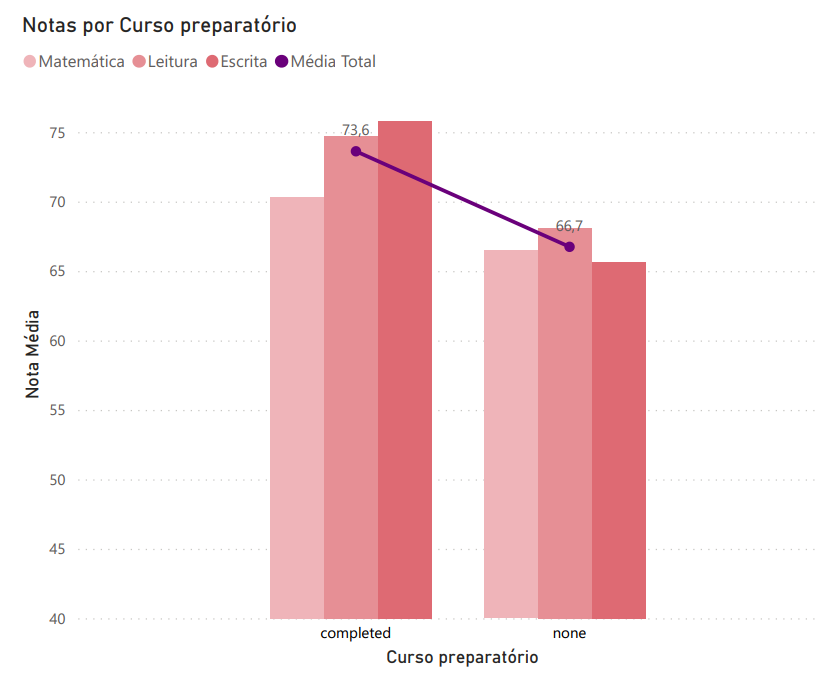 Notas por Curso preparatório
Matemática Leitura Escrita Média Total
75
73,6
70
66,7
65
60
55
50
45
40
Nota Média
completed none
Curso preparatório